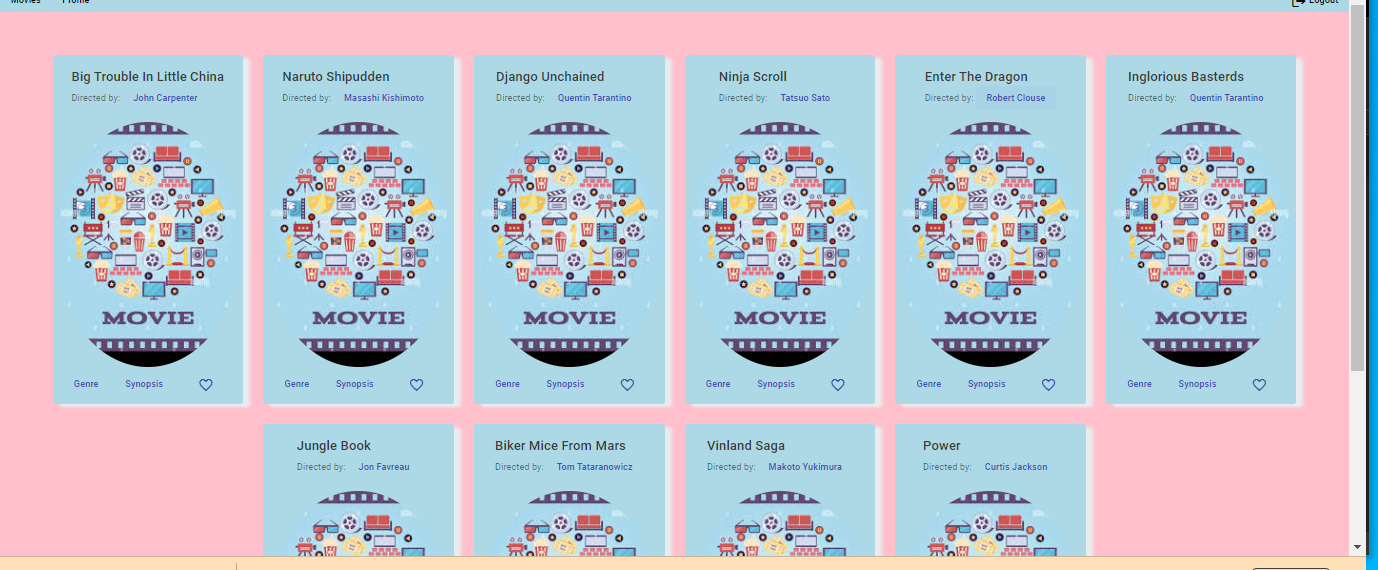 Movies Home Logout
Big Trouble In Little China
Directed by: John Carpenter
MOVIE
Genre Synopsis
Naruto Shipudden
Directed by: Masashi Kishimoto
MOVIE
Genre Synopsis
Django Unchained
Directed by: Quentin Tarantino
MOVIE
Genre Synopsis
Ninja Scroll
Directed by: Tatsuo Sato
MOVIE
Genre Synopsis
Enter The Dragon
Directed by: Robert Clouse
MOVIE
Genre Synopsis
Inglorious Basterds
Directed by: Quentin Tarantino
MOVIE
Genre Synopsis
Jungle Book
Directed by: Jon Favreau
Biker Mice From Mars
Directed by: Tom Tataranowicz
Vinland Saga
Directed by: Makoto Yukimura
Power
Directed by: Curtis Jackson